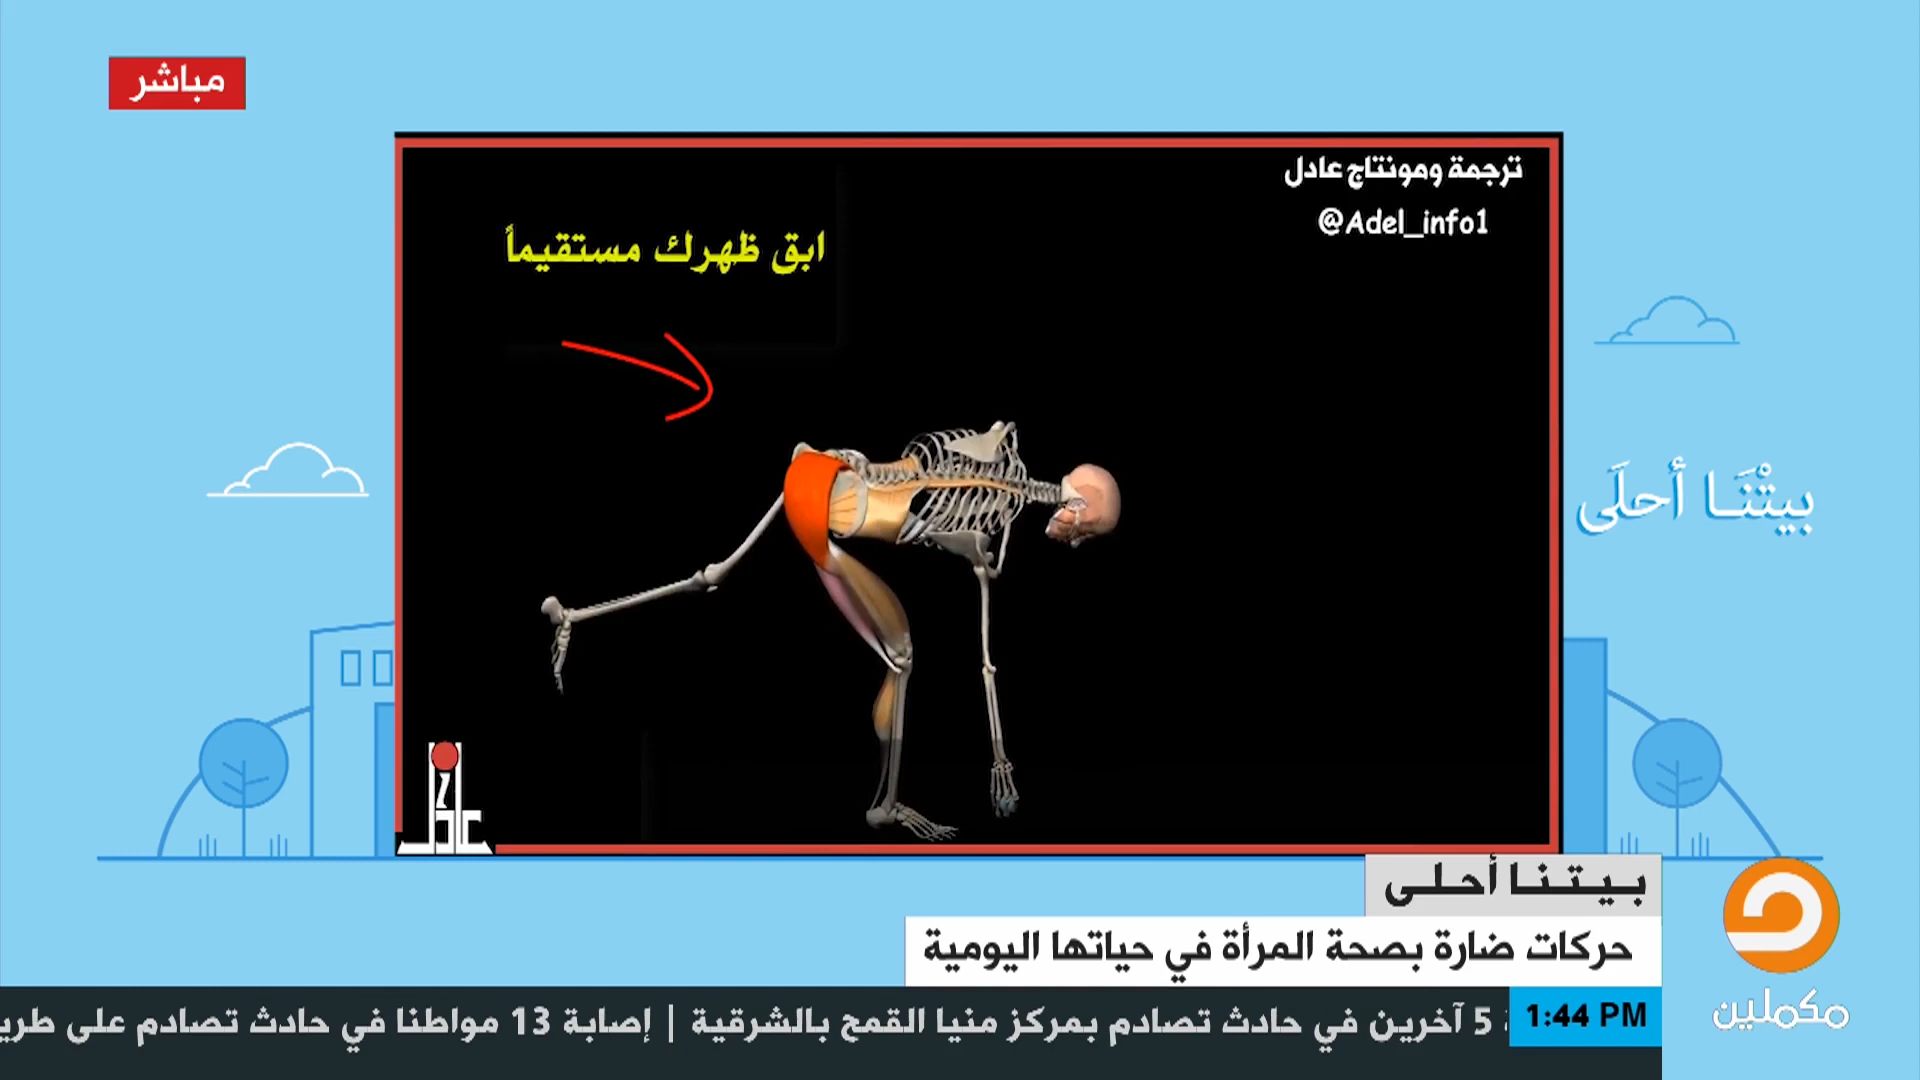 مباشر
ترجمة ومونتاج عادل
@Adel_info1
ابق ظهرك مستقيماً
بيتْنَا أحلَى
عادل
بيتنا أحلى
حركات ضارة بصحة المرأة في حياتها اليومية
5 آخرين في حادث تصادم بمركز منيا القمح بالشرقية | إصابة 13 مواطنا في حادث تصادم على
1:44 PM
مكملين